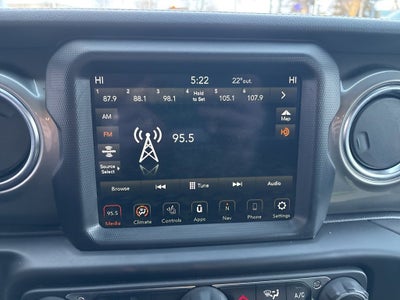 HI 5:22 22°out. HI
1 2 3 4 Hold to Set 5 6
87.9 88.1 98.1 105.1 107.9
AM
Map
FM
95.5
Source
Select
Browse Tune Audio
95.5 ū N
Media Climate Controls Apps Nav Phone Settings
A/C